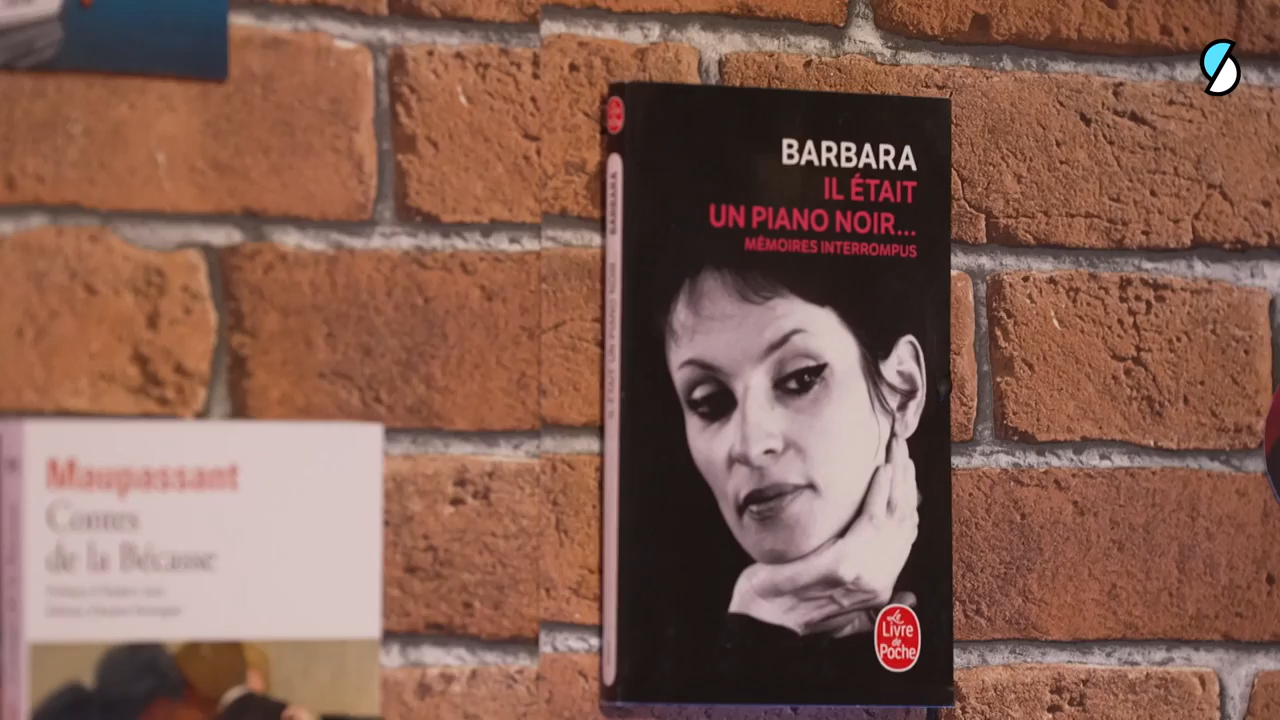 BARBARA
IL ÉTAIT
UN PIANO NOIR...
MÉMOIRES INTERROMPUS
Le
Livre
de
Poche
BARBARA
IL ÉTAIT UN PIANO NOIR
Maupassant
Contes
de la Bécasse